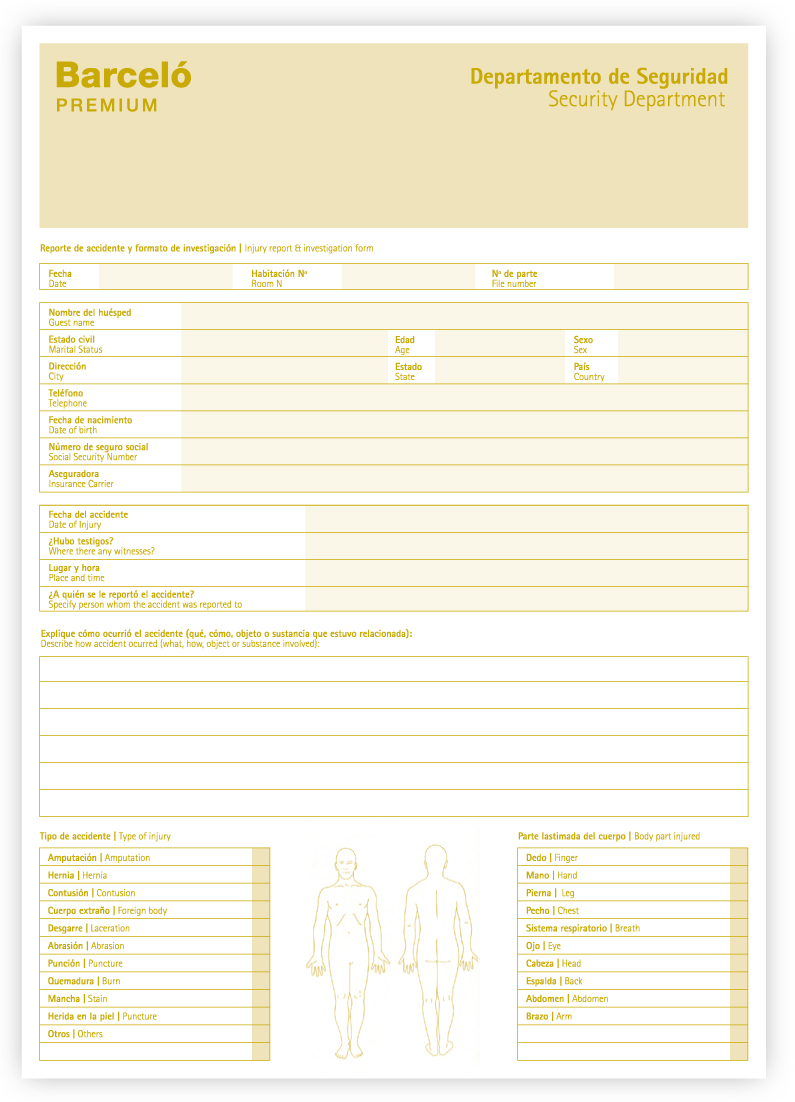 Barceló
PREMIUM
Departamento de Seguridad
Security Department
Reporte de accidente y formato de investigación | Injury report & investigation form
Fecha
Date
Habitación Nº
Room N
Nº de parte
File number
Nombre del huésped
Guest name
Estado civil
Marital Status
Edad
Age
Sexo
Sex
Dirección
City
Estado
State
País
Country
Teléfono
Telephone
Fecha de nacimiento
Date of birth
Número de seguro social
Social Security Number
Aseguradora
Insurance Carrier
Fecha del accidente
Date of Injury
¿Hubo testigos?
Where there any witnesses?
Lugar y hora
Place and time
¿A quién se le reportó el accidente?
Specify person whom the accident was reported to
Explique cómo ocurrió el accidente (qué, cómo, objeto o sustancia que estuvo relacionada):
Describe how accident ocurred (what, how, object or substance involved):
Tipo de accidente | Type of injury
Amputación | Amputation
Hernia | Hernia
Contusión | Contusion
Cuerpo extraño | Foreign body
Desgarre | Laceration
Abrasión | Abrasion
Punción | Puncture
Quemadura | Burn
Mancha | Stain
Herida en la piel | Puncture
Otros | Others
Parte lastimada del cuerpo | Body part injured
Dedo | Finger
Mano | Hand
Pierna | Leg
Pecho | Chest
Sistema respiratorio | Breath
Ojo | Eye
Cabeza | Head
Espalda | Back
Abdomen | Abdomen
Brazo | Arm